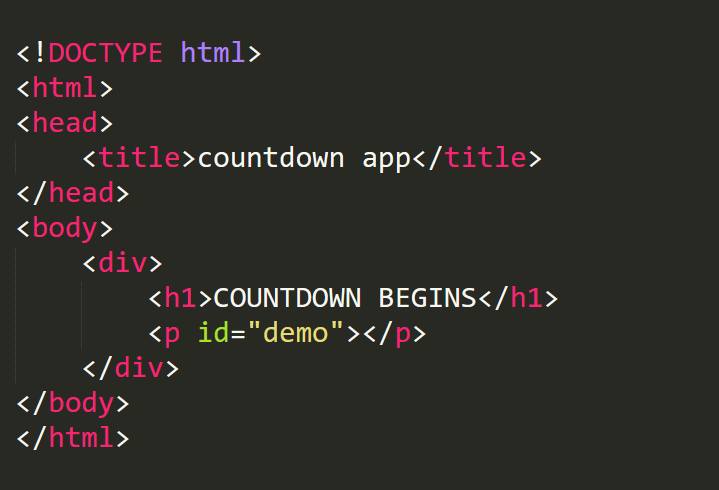 <!DOCTYPE html>
<html>
<head>
    <title>countdown app</title>
</head>
<body>
    <div>
        <h1>COUNTDOWN BEGINS</h1>
        <p id="demo"></p>
    </div>
</body>
</html>